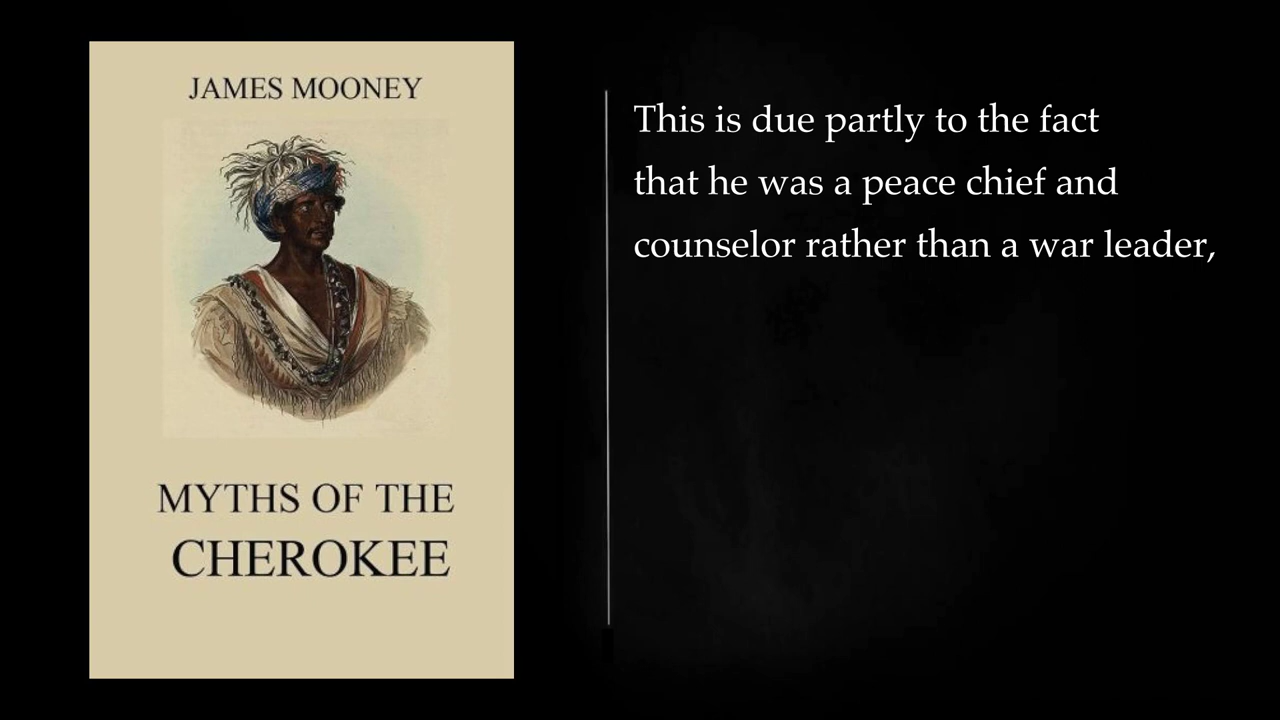 JAMES MOONEY
MYTHS OF THE
CHEROKEE
This is due partly to the fact
that he was a peace chief and
counselor rather than a war leader,